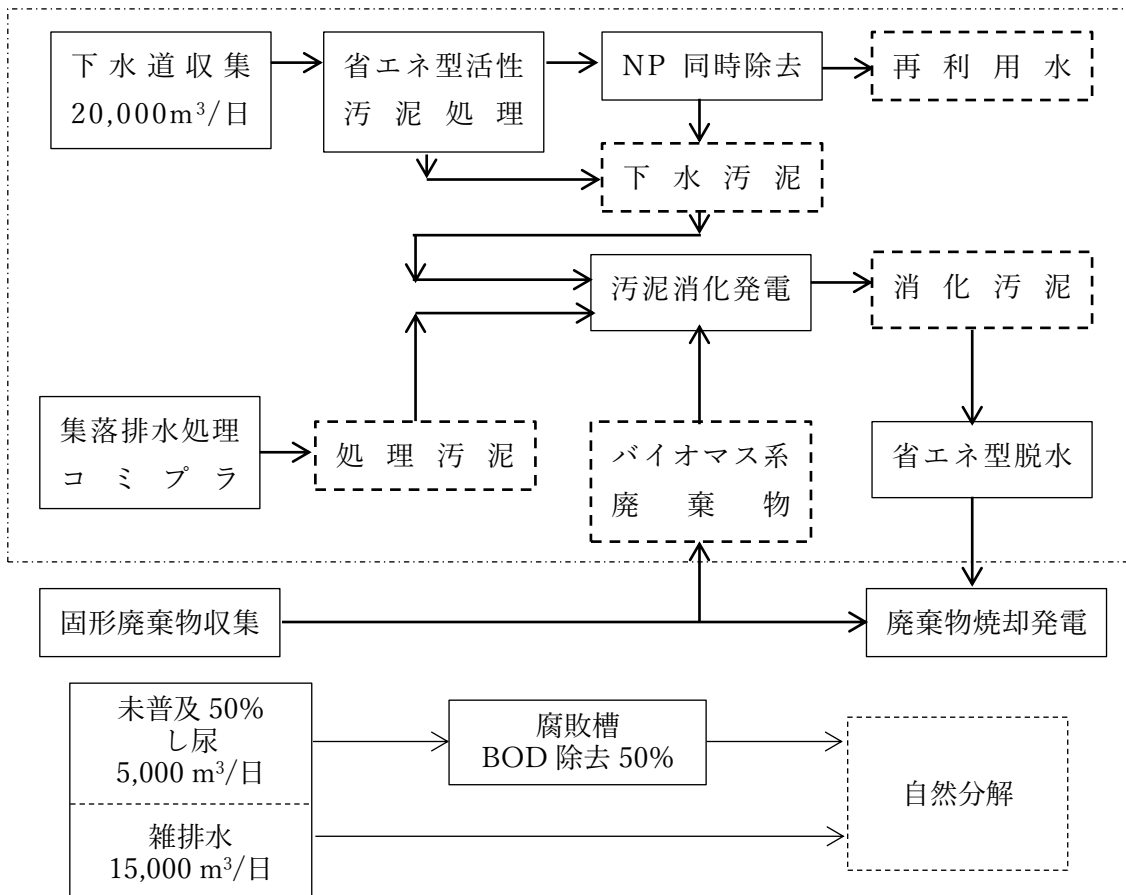 下水道収集
20,000m³/日
省エネ型活性
汚泥処理
NP 同時除去
再利用水
下水汚泥
汚泥消化発電
消化汚泥
集落排水処理
コミプラ
処理汚泥
バイオマス系
廃棄物
省エネ型脱水
固形廃棄物収集
廃棄物焼却発電
未普及 50%
し尿
5,000 m³/日
腐敗槽
BOD 除去 50%
自然分解
雑排水
15,000 m³/日